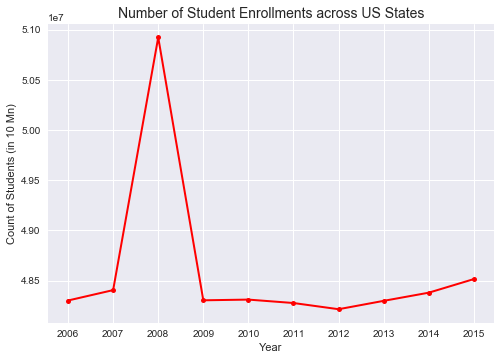 Number of Student Enrollments across US States
1e7
5.10
5.05
5.00
4.95
4.90
4.85
Count of Students (in 10 Mn)
2006 2007 2008 2009 2010 2011 2012 2013 2014 2015
Year